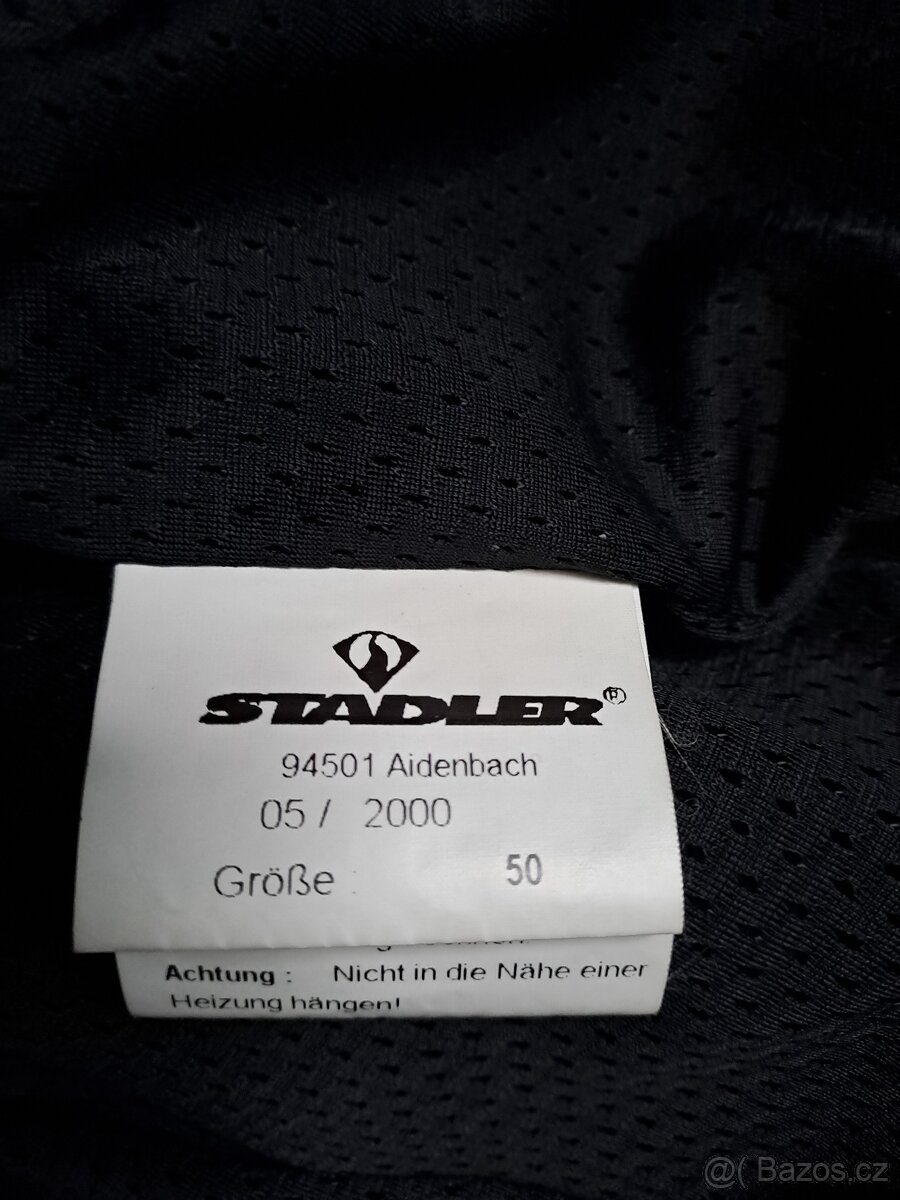 STADLER®
94501 Aidenbach
05 / 2000
Größe : 50
Achtung : Nicht in die Nähe einer
Heizung hängen!
@( Bazos.cz